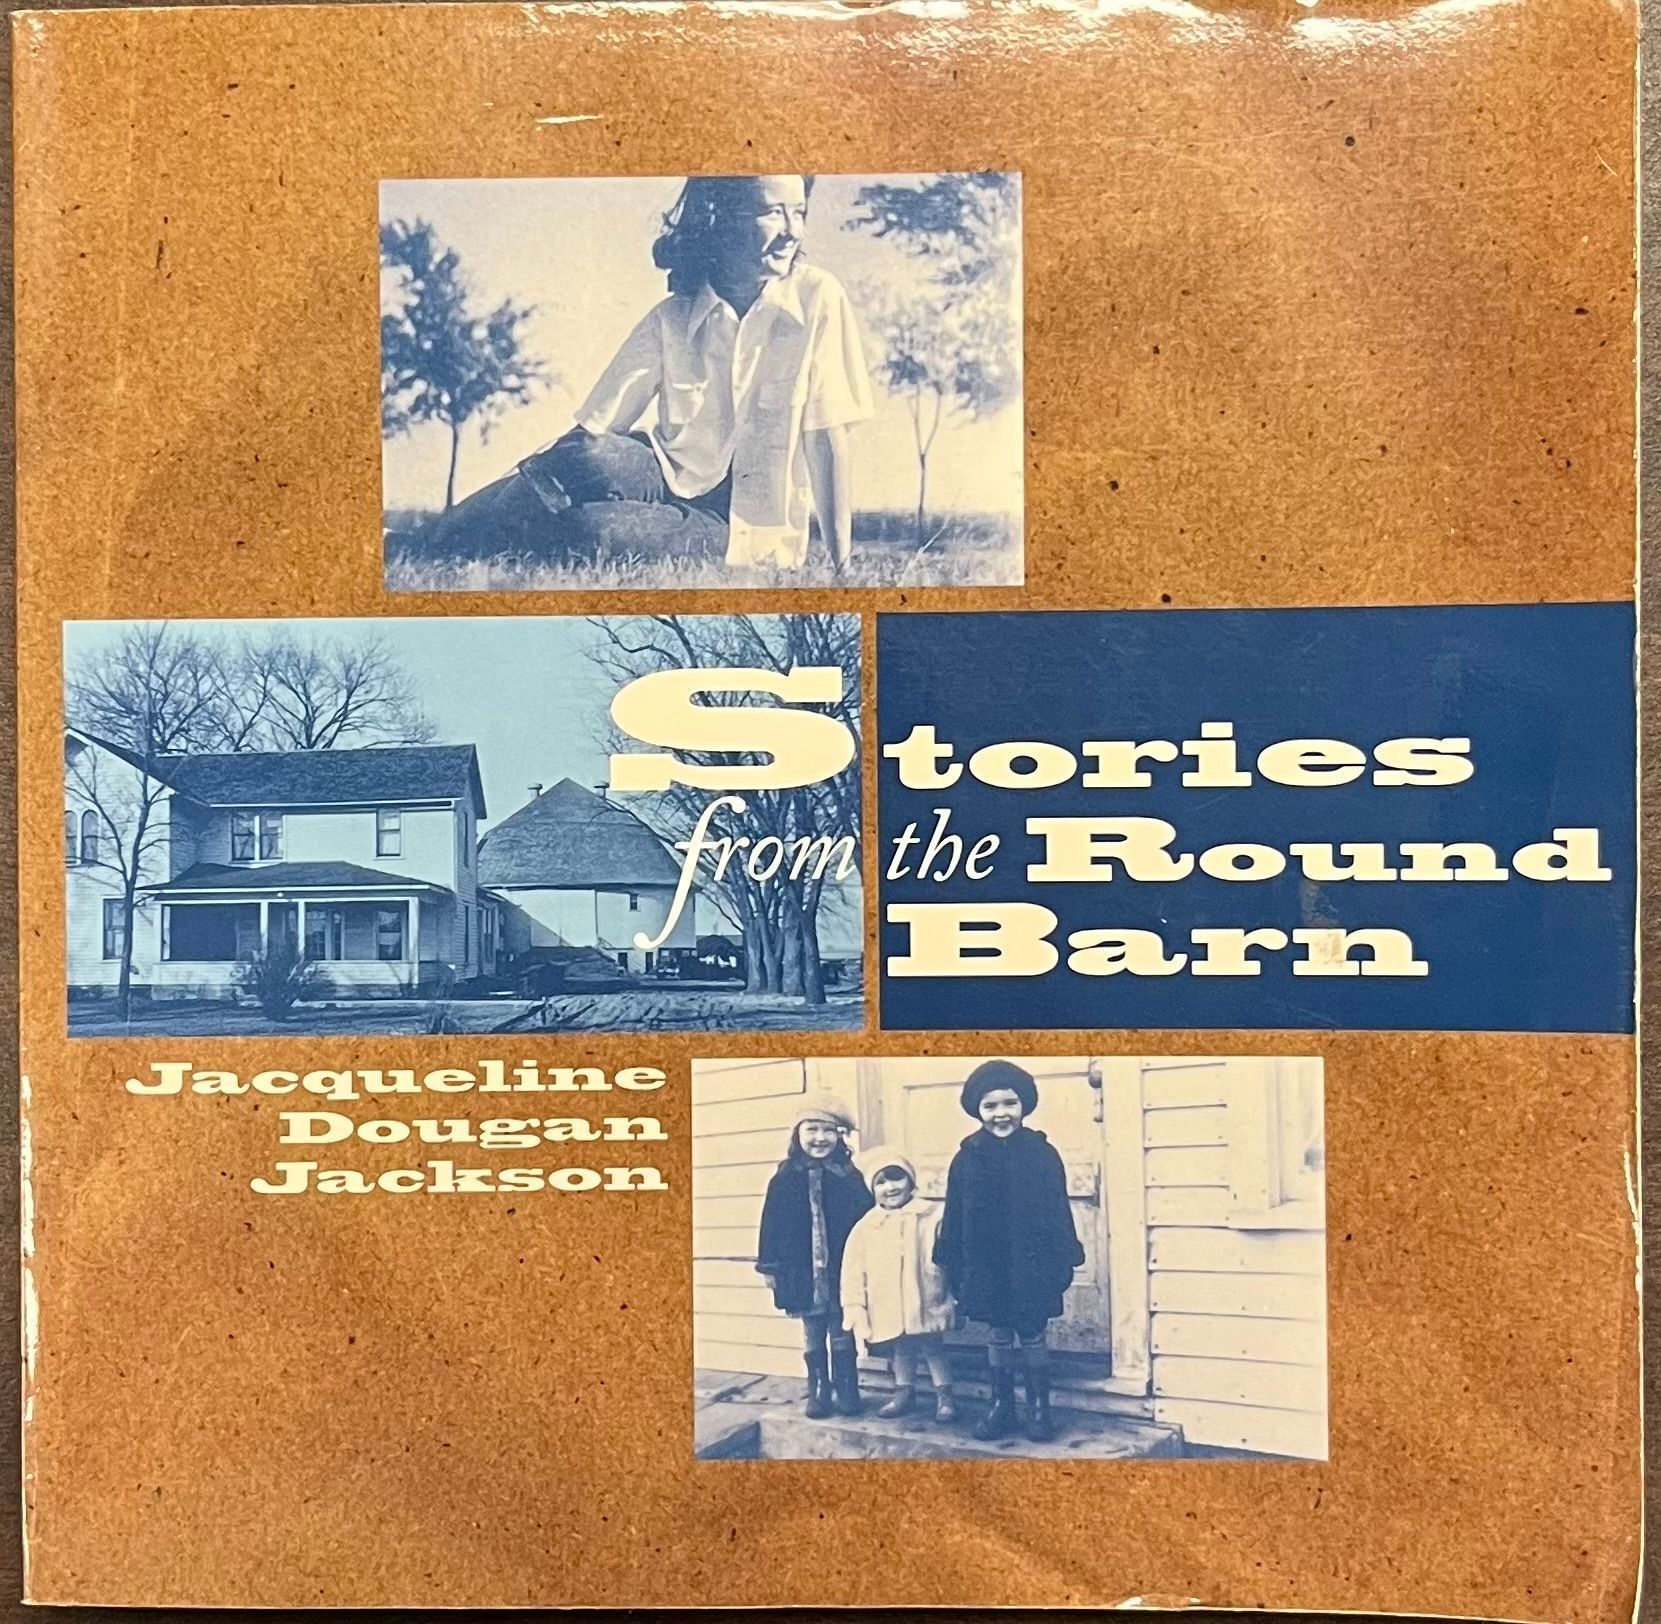 Stories
from the Round
Barn
Jacqueline
Dougan
Jackson